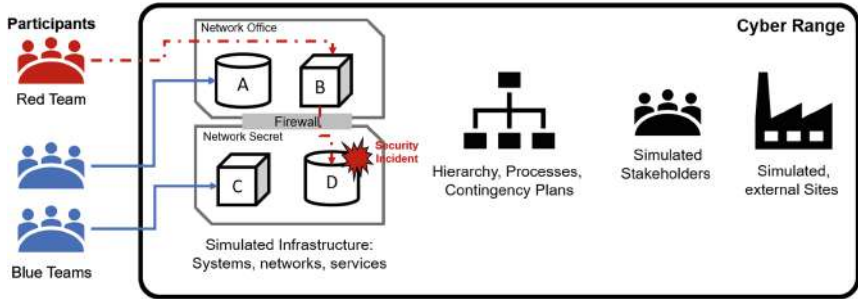 Participants
Red Team
Blue Teams
Cyber Range
Network Office
A
B
Firewall
Network Secret
Security
Incident
C
D
Simulated Infrastructure:
Systems, networks, services
Hierarchy, Processes,
Contingency Plans
Simulated
Stakeholders
Simulated,
external Sites